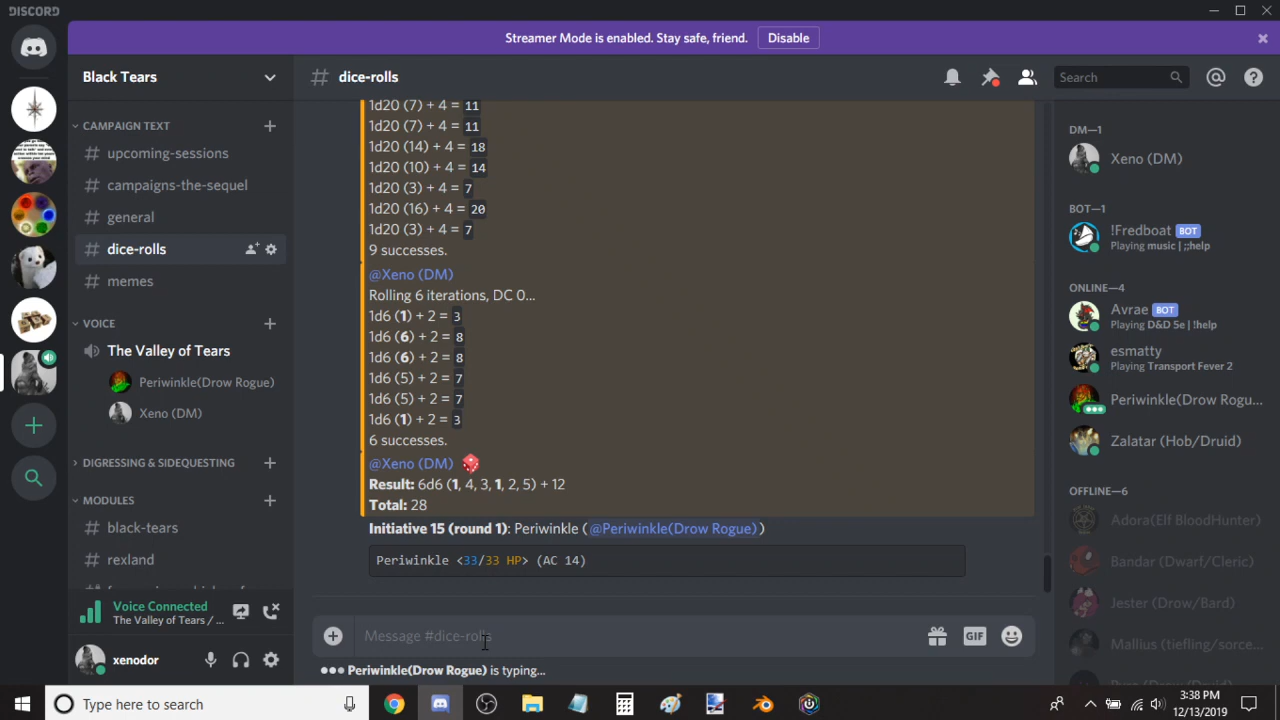 DISCORD
Streamer Mode is enabled. Stay safe, friend. Disable
Black Tears
CAMPAIGN TEXT
# upcoming-sessions
# campaigns-the-sequel
# general
# dice-rolls
# memes
VOICE
The Valley of Tears
Periwinkle(Drow Rogue)
Xeno (DM)
DIGRESSING & SIDEQUESTING
MODULES
# black-tears
# rexland
Voice Connected
The Valley of Tears / ...
xenodor
# dice-rolls
Search
1d20 (7) + 4 = 11
1d20 (7) + 4 = 11
1d20 (14) + 4 = 18
1d20 (10) + 4 = 14
1d20 (3) + 4 = 7
1d20 (16) + 4 = 20
1d20 (3) + 4 = 7
9 successes.
@Xeno (DM)
Rolling 6 iterations, DC 0...
1d6 (1) + 2 = 3
1d6 (6) + 2 = 8
1d6 (6) + 2 = 8
1d6 (5) + 2 = 7
1d6 (5) + 2 = 7
1d6 (1) + 2 = 3
6 successes.
@Xeno (DM)
Result: 6d6 (1, 4, 3, 1, 2, 5) + 12
Total: 28
Initiative 15 (round 1): Periwinkle (@Periwinkle(Drow Rogue))
Periwinkle <33/33 HP> (AC 14)
Message #dice-rolls
GIF
Periwinkle(Drow Rogue) is typing...
DM—1
Xeno (DM)
BOT—1
!Fredboat BOT
Playing music | ;;help
ONLINE—4
Avrae BOT
Playing D&D 5e | !help
esmatty
Playing Transport Fever 2
Periwinkle(Drow Rogu...
Zalatar (Hob/Druid)
OFFLINE—6
Adora(Elf BloodHunter)
Bandar (Dwarf/Cleric)
Jester (Drow/Bard)
Mallius (tiefling/sorce...
Type here to search
3:38 PM
12/13/2019